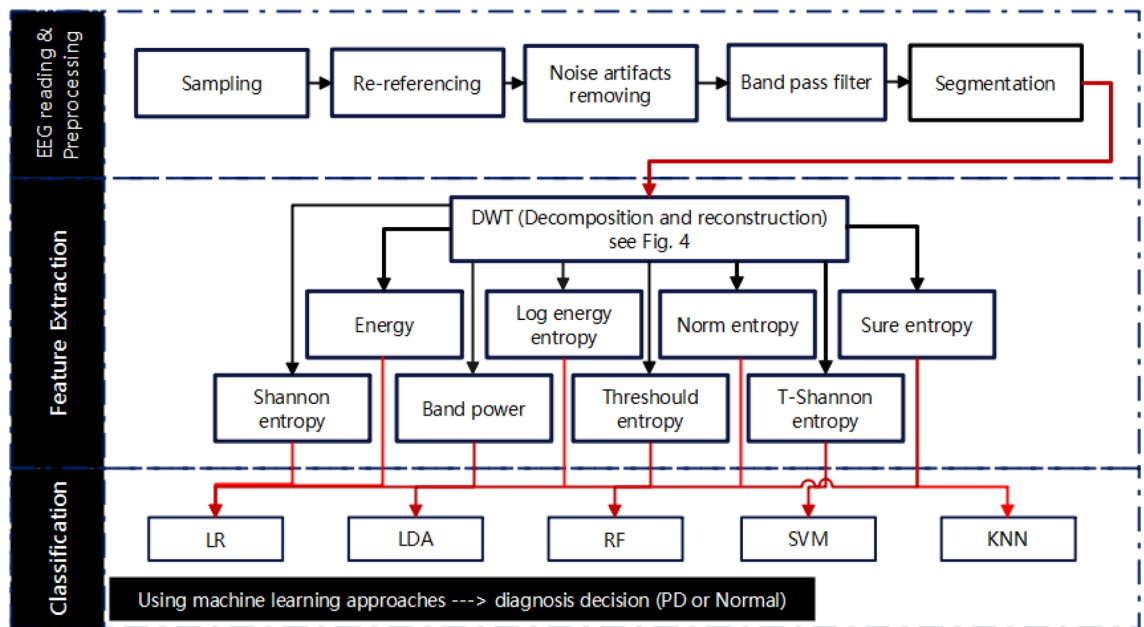 EEG reading &
Preprocessing
Sampling
Re-referencing
Noise artifacts
removing
Band pass filter
Segmentation
Feature Extraction
DWT (Decomposition and reconstruction)
see Fig. 4
Energy
Log energy
entropy
Norm entropy
Sure entropy
Shannon
entropy
Band power
Threshould
entropy
T-Shannon
entropy
Classification
LR
LDA
RF
SVM
KNN
Using machine learning approaches ---> diagnosis decision (PD or Normal)